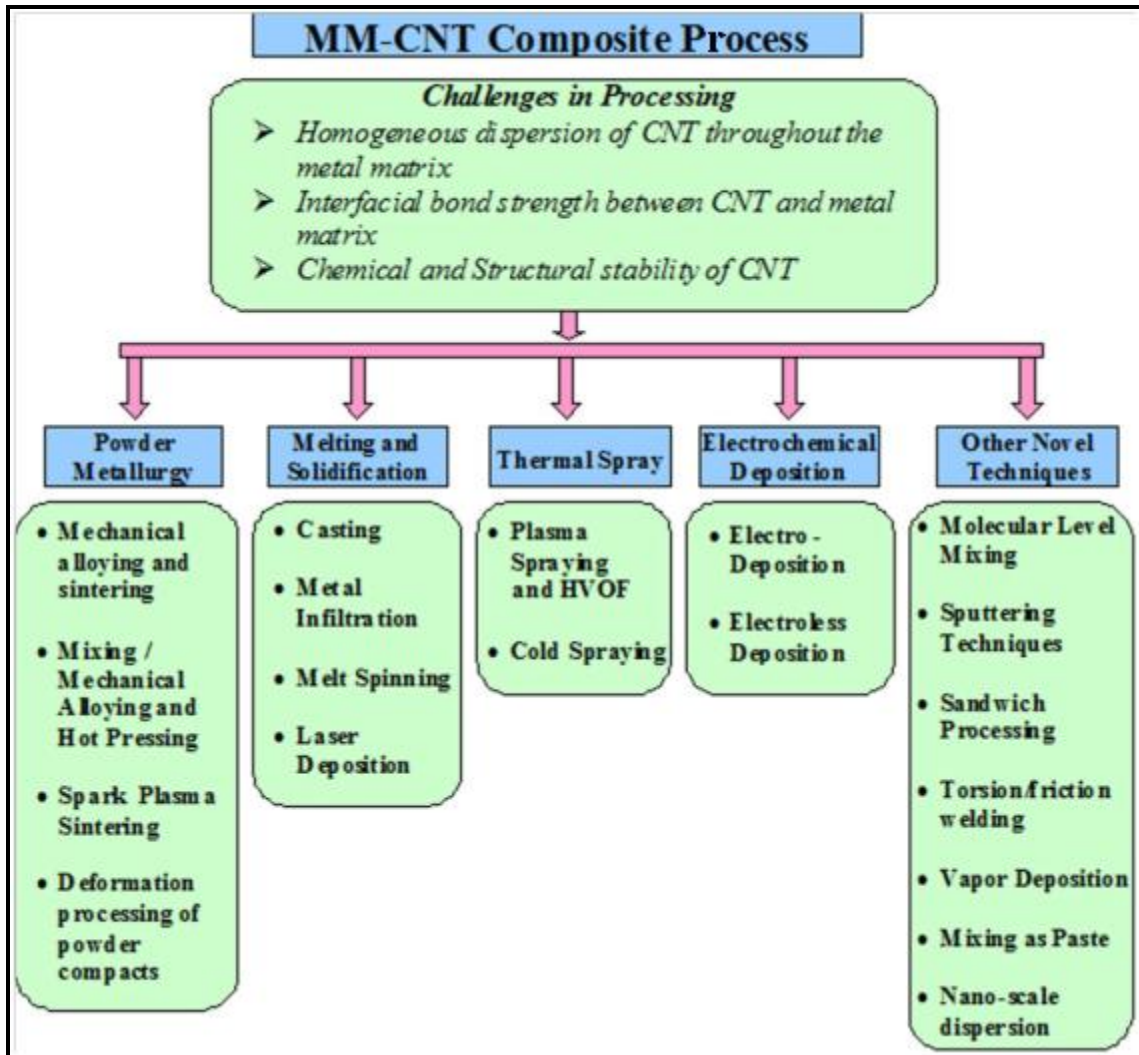 MM-CNT Composite Process
Challenges in Processing
➢ Homogeneous dispersion of CNT throughout the
metal matrix
➢ Interfacial bond strength between CNT and metal
matrix
➢ Chemical and Structural stability of CNT
Powder
Metallurgy
• Mechanical
alloying and
sintering
• Mixing /
Mechanical
Alloying and
Hot Pressing
• Spark Plasma
Sintering
• Deformation
processing of
powder
compacts
Melting and
Solidification
• Casting
• Metal
Infiltration
• Melt Spinning
• Laser
Deposition
Thermal Spray
• Plasma
Spraying
and HVOF
• Cold Spraying
Electrochemical
Deposition
• Electro-
Deposition
• Electroless
Deposition
Other Novel
Techniques
• Molecular Level
Mixing
• Sputtering
Techniques
• Sandwich
Processing
• Torsion/friction
welding
• Vapor Deposition
• Mixing as Paste
• Nano-scale
dispersion